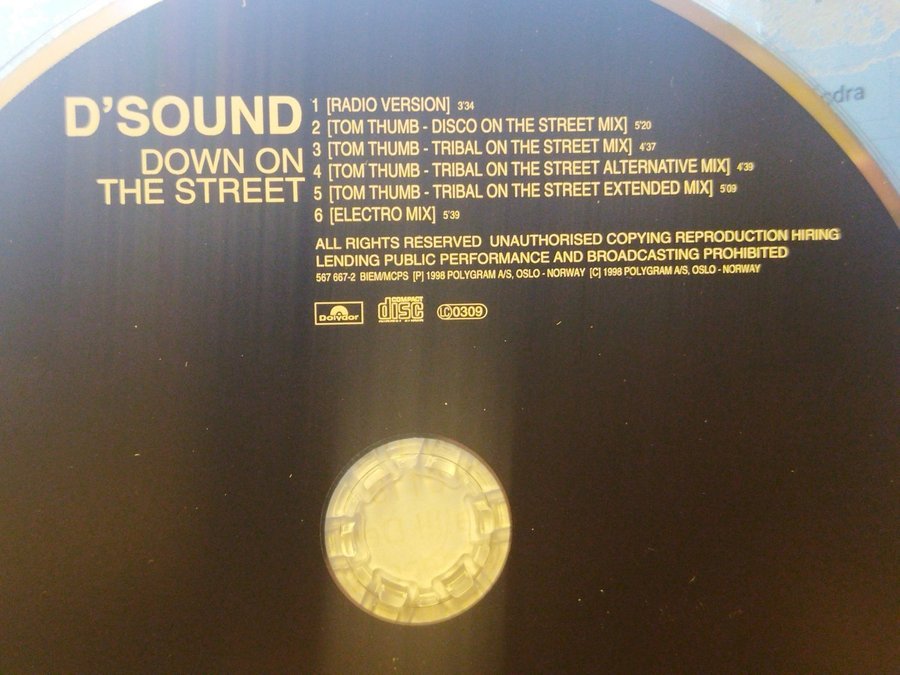 D'SOUND
DOWN ON
THE STREET
1 [RADIO VERSION] 3'34
2 [TOM THUMB - DISCO ON THE STREET MIX] 5'20
3 [TOM THUMB - TRIBAL ON THE STREET MIX] 4'37
4 [TOM THUMB - TRIBAL ON THE STREET ALTERNATIVE MIX] 4'39
5 [TOM THUMB - TRIBAL ON THE STREET EXTENDED MIX] 5'09
6 [ELECTRO MIX] 5'39
ALL RIGHTS RESERVED UNAUTHORISED COPYING REPRODUCTION HIRING
LENDING PUBLIC PERFORMANCE AND BROADCASTING PROHIBITED
567 667-2 BIEM/MCPS [P] 1998 POLYGRAM A/S, OSLO - NORWAY [C] 1998 POLYGRAM A/S, OSLO - NORWAY
Polydor COMPACT disc LC0309